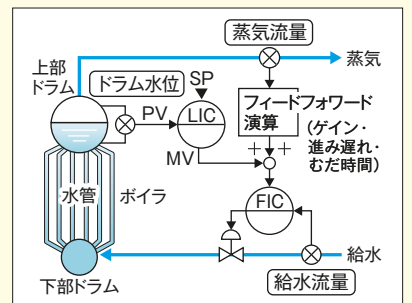 蒸気流量
上部
ドラム
ドラム水位
SP
蒸気
PV
LIC
フィードフォワード
演算
(ゲイン・
進み遅れ・
むだ時間)
MV
+ +
水管
ボイラ
FIC
給水
下部ドラム
給水流量